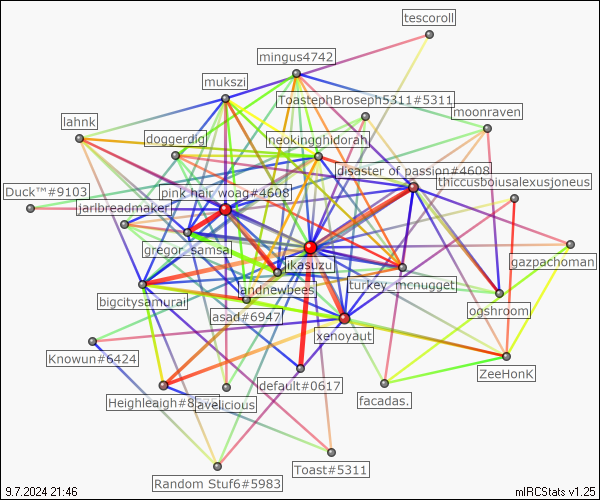 tescoroll
mingus4742
mukszi
ToastephBroseph5311#5311
moonraven
lahnk
doggerdig
neokingghidorah
disaster of passion#4608
thiccusboiusalexusjoneus
Duck™#9103
pink hair woag#4608
jarlbreadmaker
gregor_samsa
jikasuzu
gazpachoman
turkey_mcnugget
andnewbees
bigcitysamurai
ogshroom
asad#6947
xenoyaut
Knowun#6424
ZeeHonK
default#0617
Heighleaigh
avelicious
facadas.
Toast#5311
Random Stuf6#5983
9.7.2024 21:46
mIRCStats v1.25